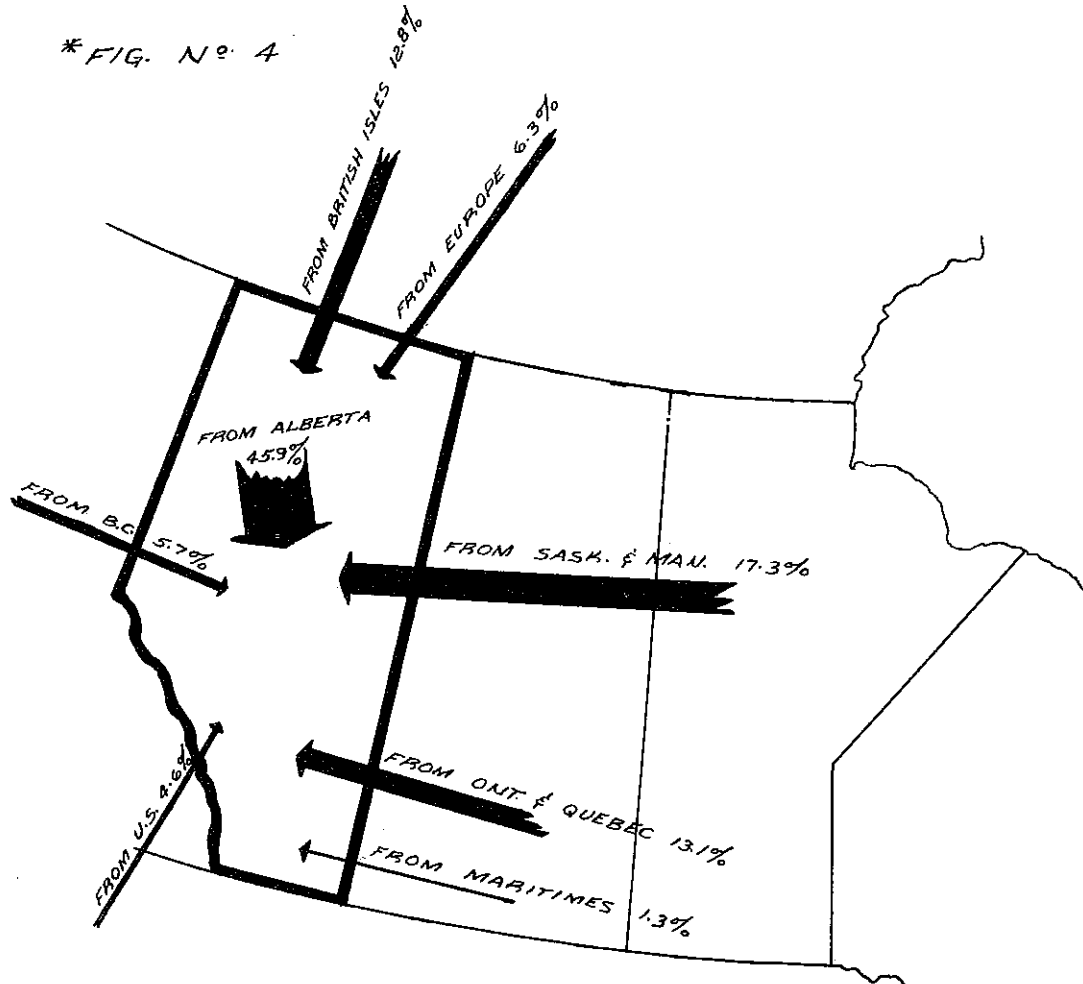 * FIG. Nº 4
FROM BRITISH ISLES 12.8%
FROM EUROPE 6.3%
FROM ALBERTA
45.9%
FROM B.C. 5.7%
FROM SASK. & MAN. 17.3%
FROM U.S. 4.6%
FROM ONT. & QUEBEC 13.1%
FROM MARITIMES 1.3%